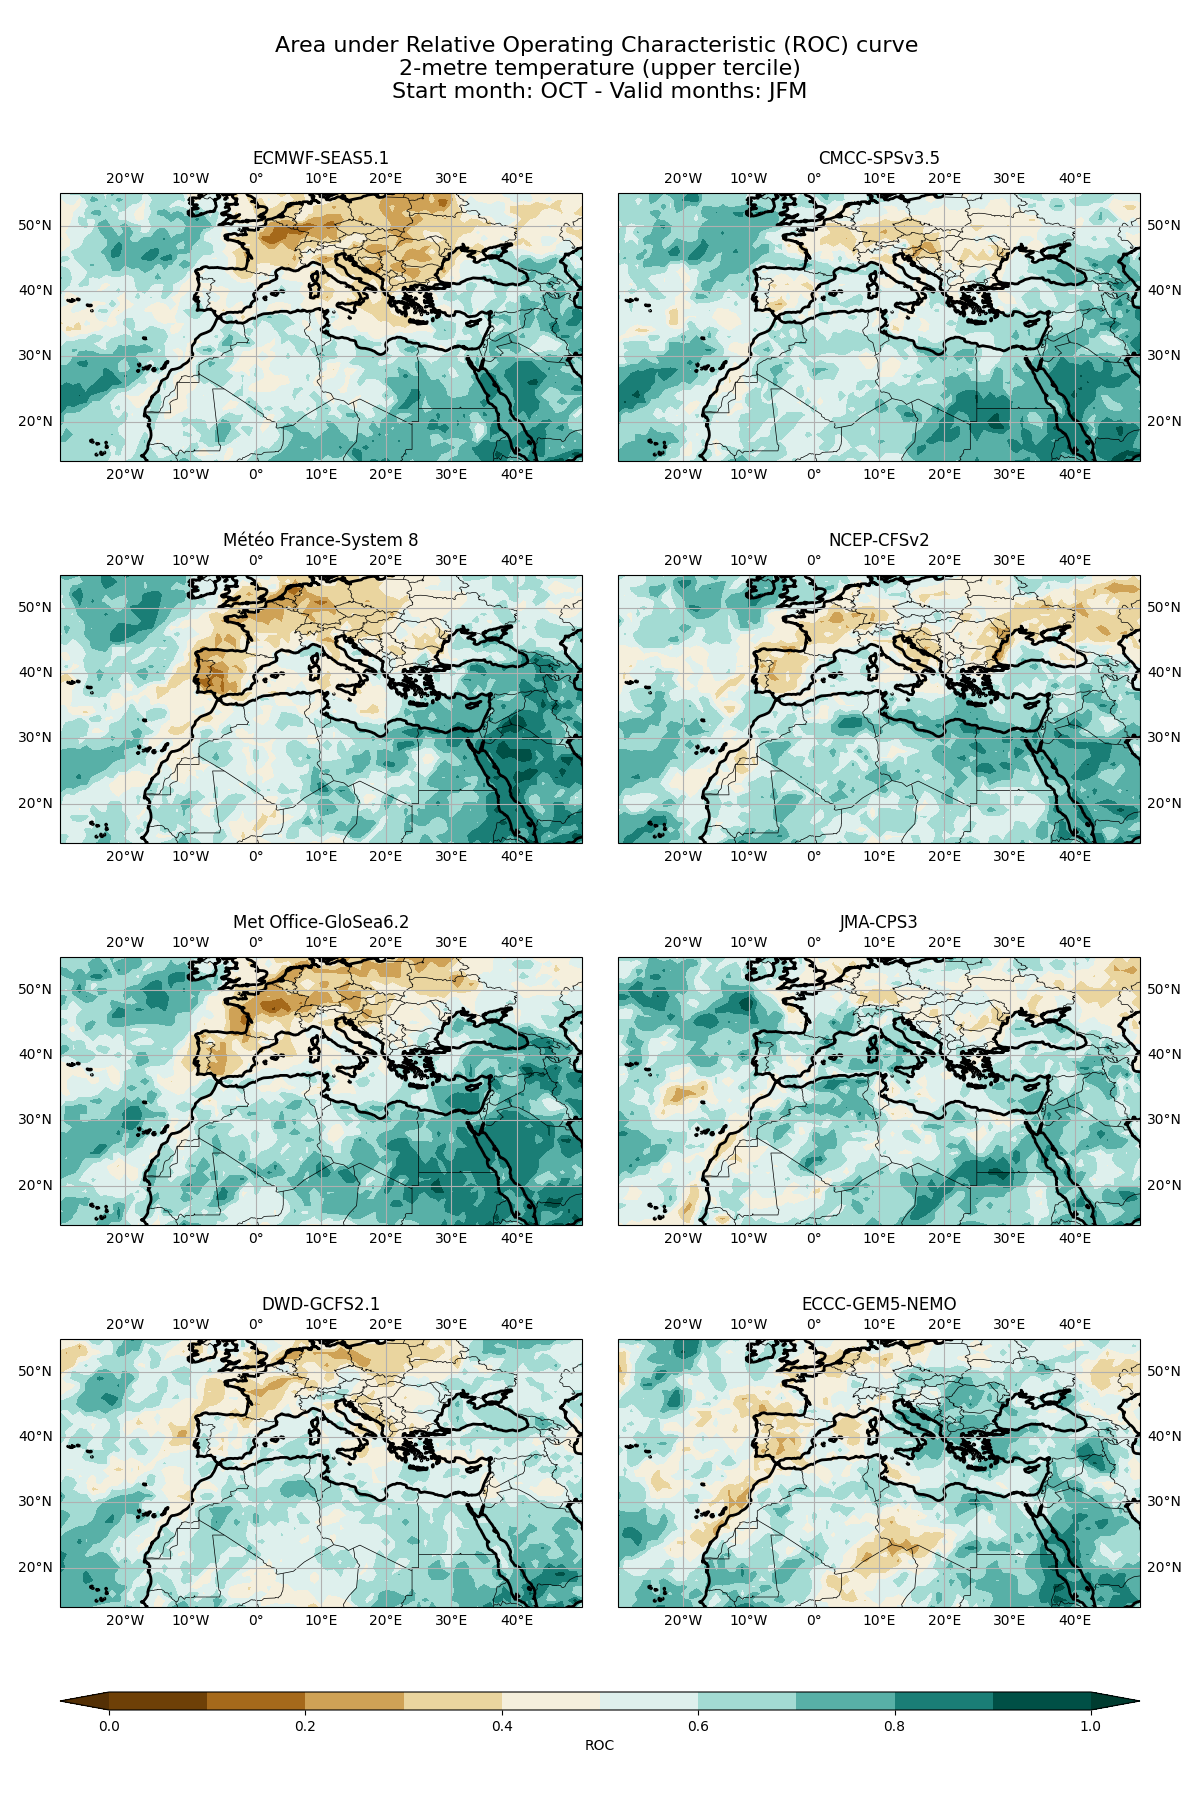 Area under Relative Operating Characteristic (ROC) curve
2-metre temperature (upper tercile)
Start month: OCT - Valid months: JFM
ECMWF-SEAS5.1
20°W 10°W 0° 10°E 20°E 30°E 40°E
50°N
40°N
30°N
20°N
20°W 10°W 0° 10°E 20°E 30°E 40°E
CMCC-SPSv3.5
20°W 10°W 0° 10°E 20°E 30°E 40°E
50°N
40°N
30°N
20°N
20°W 10°W 0° 10°E 20°E 30°E 40°E
Météo France-System 8
20°W 10°W 0° 10°E 20°E 30°E 40°E
50°N
40°N
30°N
20°N
20°W 10°W 0° 10°E 20°E 30°E 40°E
NCEP-CFSv2
20°W 10°W 0° 10°E 20°E 30°E 40°E
50°N
40°N
30°N
20°N
20°W 10°W 0° 10°E 20°E 30°E 40°E
Met Office-GloSea6.2
20°W 10°W 0° 10°E 20°E 30°E 40°E
50°N
40°N
30°N
20°N
20°W 10°W 0° 10°E 20°E 30°E 40°E
JMA-CPS3
20°W 10°W 0° 10°E 20°E 30°E 40°E
50°N
40°N
30°N
20°N
20°W 10°W 0° 10°E 20°E 30°E 40°E
DWD-GCFS2.1
20°W 10°W 0° 10°E 20°E 30°E 40°E
50°N
40°N
30°N
20°N
20°W 10°W 0° 10°E 20°E 30°E 40°E
ECCC-GEM5-NEMO
20°W 10°W 0° 10°E 20°E 30°E 40°E
50°N
40°N
30°N
20°N
20°W 10°W 0° 10°E 20°E 30°E 40°E
0.0 0.2 0.4 0.6 0.8 1.0
ROC